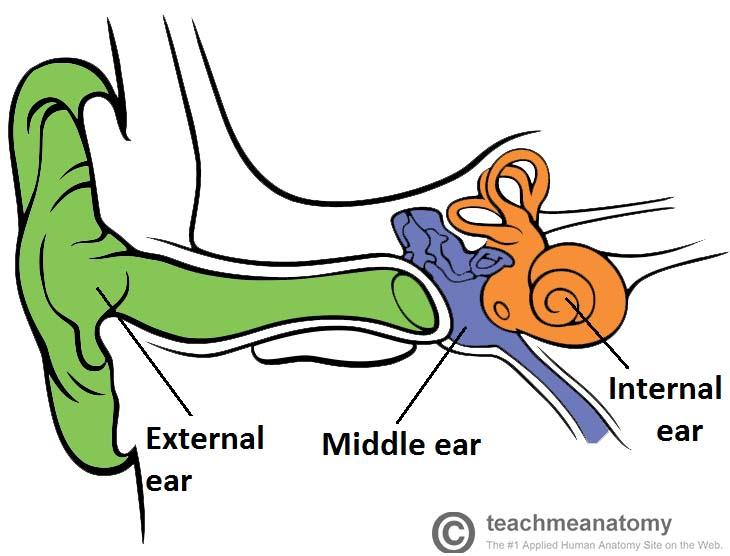 External
ear
Middle ear
Internal
ear
© teachmeanatomy
The #1 Applied Human Anatomy Site on the Web.